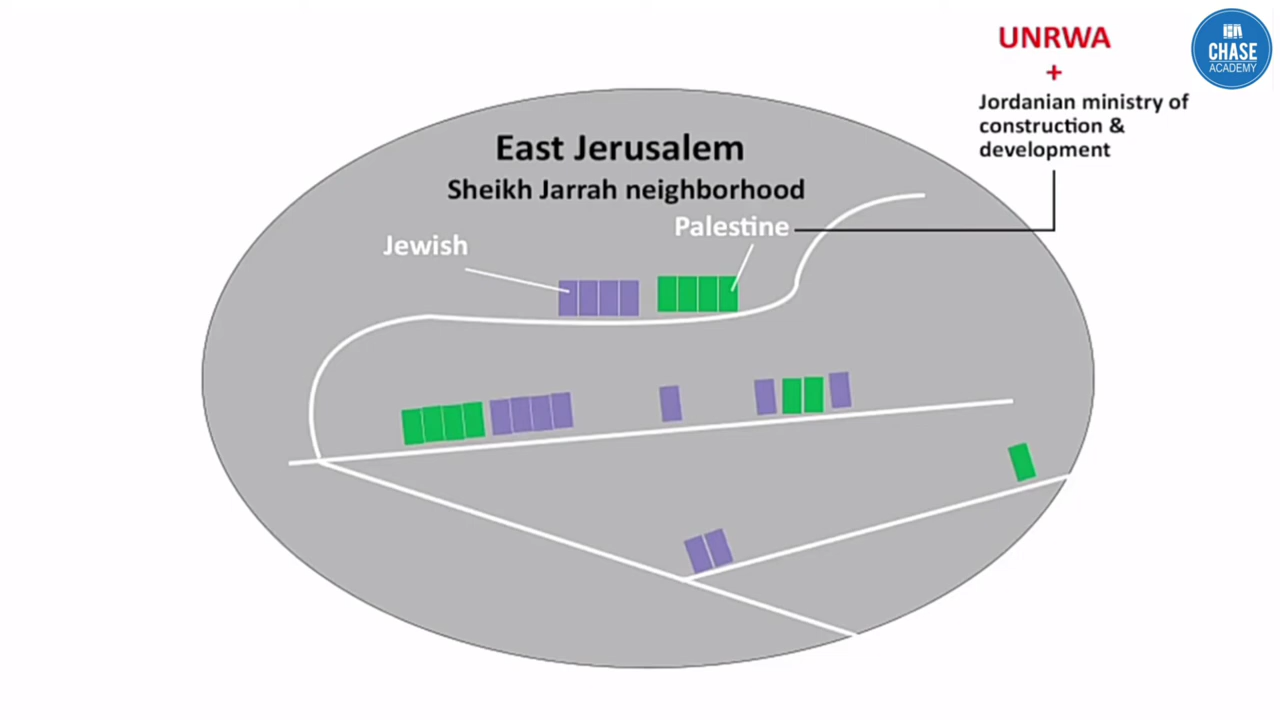 UNRWA
+
Jordanian ministry of
construction &
development
CHASE
ACADEMY
East Jerusalem
Sheikh Jarrah neighborhood
Palestine
Jewish